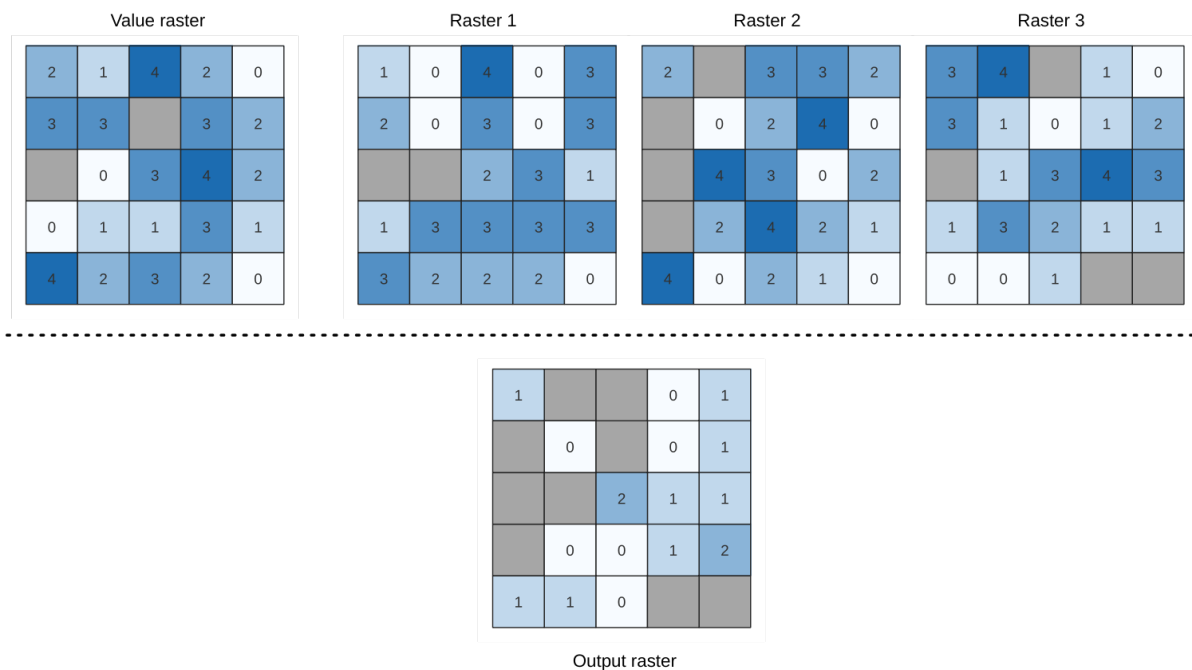 Value raster Raster 1 Raster 2 Raster 3
2 1 4 2 0 1 0 4 0 3 2 3 3 2 3 4 1 0
3 3 3 2 2 0 3 0 3 0 2 4 0 3 1 0 1 2
0 3 4 2 2 3 1 4 3 0 2 1 3 4 3
0 1 1 3 1 1 3 3 3 3 2 4 2 1 1 3 2 1 1
4 2 3 2 0 3 2 2 2 0 4 0 2 1 0 0 0 1
1 0 1
0 0 1
2 1 1
0 0 1 2
1 1 0
Output raster